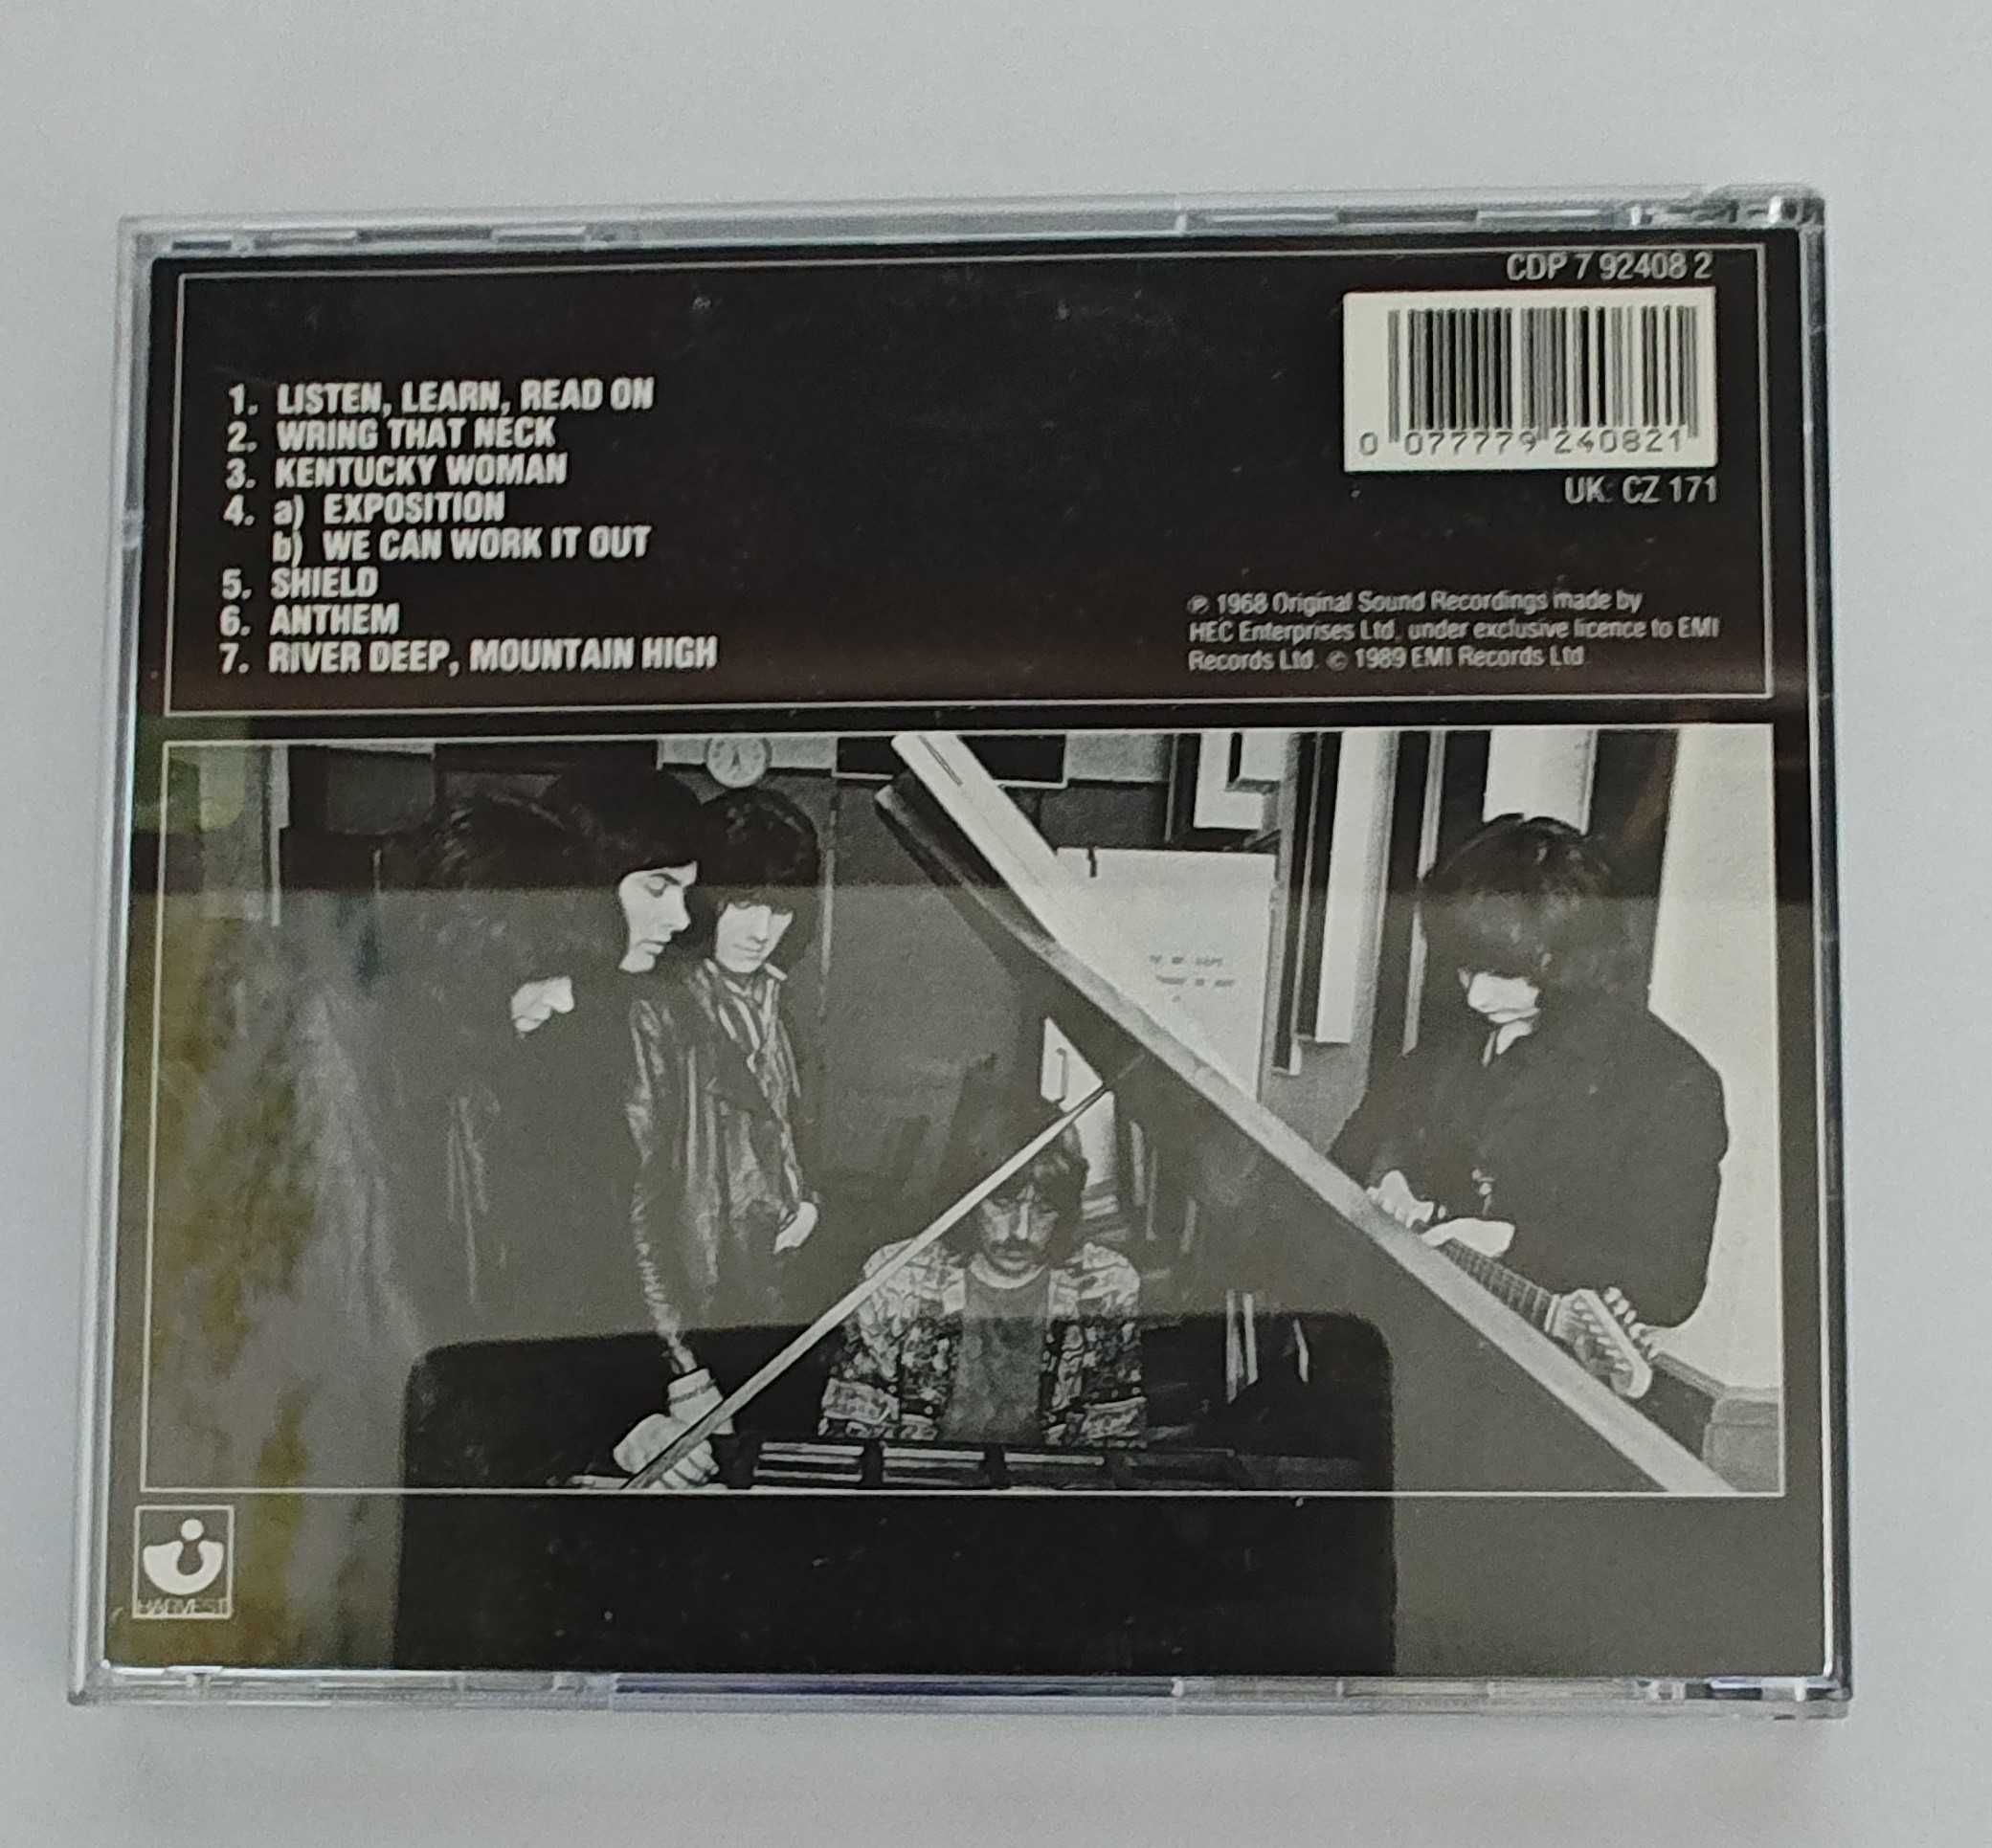 CDP 7 92408 2
0 077779 240821
UK: CZ 171
1. LISTEN, LEARN, READ ON
2. WRING THAT NECK
3. KENTUCKY WOMAN
4. a) EXPOSITION
b) WE CAN WORK IT OUT
5. SHIELD
6. ANTHEM
7. RIVER DEEP, MOUNTAIN HIGH
℗ 1968 Original Sound Recordings made by
HEC Enterprises Ltd. under exclusive licence to EMI
Records Ltd. © 1989 EMI Records Ltd
HARVEST